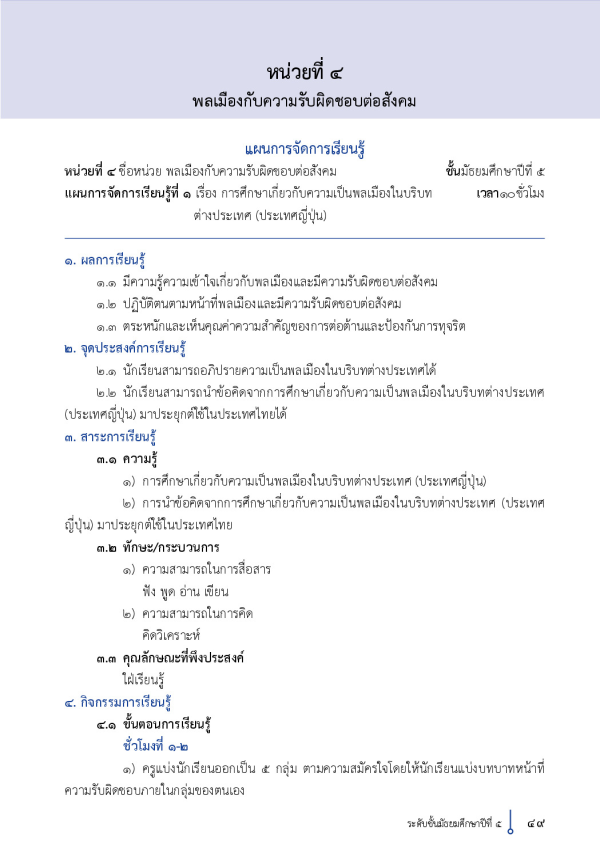 หน่วยที่ ๔
พลเมืองกับความรับผิดชอบต่อสังคม
แผนการจัดการเรียนรู้
หน่วยที่ ๔ ชื่อหน่วย พลเมืองกับความรับผิดชอบต่อสังคม ชั้นมัธยมศึกษาปีที่ ๕
แผนการจัดการเรียนรู้ที่ ๑ เรื่อง การศึกษาเกี่ยวกับความเป็นพลเมืองในบริบท เวลา๑๐ชั่วโมง
ต่างประเทศ (ประเทศญี่ปุ่น)
๑. ผลการเรียนรู้
๑.๑ มีความรู้ความเข้าใจเกี่ยวกับพลเมืองและมีความรับผิดชอบต่อสังคม
๑.๒ ปฏิบัติตนตามหน้าที่พลเมืองและมีความรับผิดชอบต่อสังคม
๑.๓ ตระหนักและเห็นคุณค่าความสำคัญของการต่อต้านและป้องกันการทุจริต
๒. จุดประสงค์การเรียนรู้
๒.๑ นักเรียนสามารถอภิปรายความเป็นพลเมืองในบริบทต่างประเทศได้
๒.๒ นักเรียนสามารถนำข้อคิดจากการศึกษาเกี่ยวกับความเป็นพลเมืองในบริบทต่างประเทศ
(ประเทศญี่ปุ่น) มาประยุกต์ใช้ในประเทศไทยได้
๓. สาระการเรียนรู้
๓.๑ ความรู้
๑) การศึกษาเกี่ยวกับความเป็นพลเมืองในบริบทต่างประเทศ (ประเทศญี่ปุ่น)
๒) การนำข้อคิดจากการศึกษาเกี่ยวกับความเป็นพลเมืองในบริบทต่างประเทศ (ประเทศ
ญี่ปุ่น) มาประยุกต์ใช้ในประเทศไทย
๓.๒ ทักษะ/กระบวนการ
๑) ความสามารถในการสื่อสาร
ฟัง พูด อ่าน เขียน
๒) ความสามารถในการคิด
คิดวิเคราะห์
๓.๓ คุณลักษณะที่พึงประสงค์
ใฝ่เรียนรู้
๔. กิจกรรมการเรียนรู้
๔.๑ ขั้นตอนการเรียนรู้
ชั่วโมงที่ ๑-๒
๑) ครูแบ่งนักเรียนออกเป็น ๕ กลุ่ม ตามความสมัครใจโดยให้นักเรียนแบ่งบทบาทหน้าที่
ความรับผิดชอบภายในกลุ่มของตนเอง
ระดับชั้นมัธยมศึกษาปีที่ ๕ ๔๙